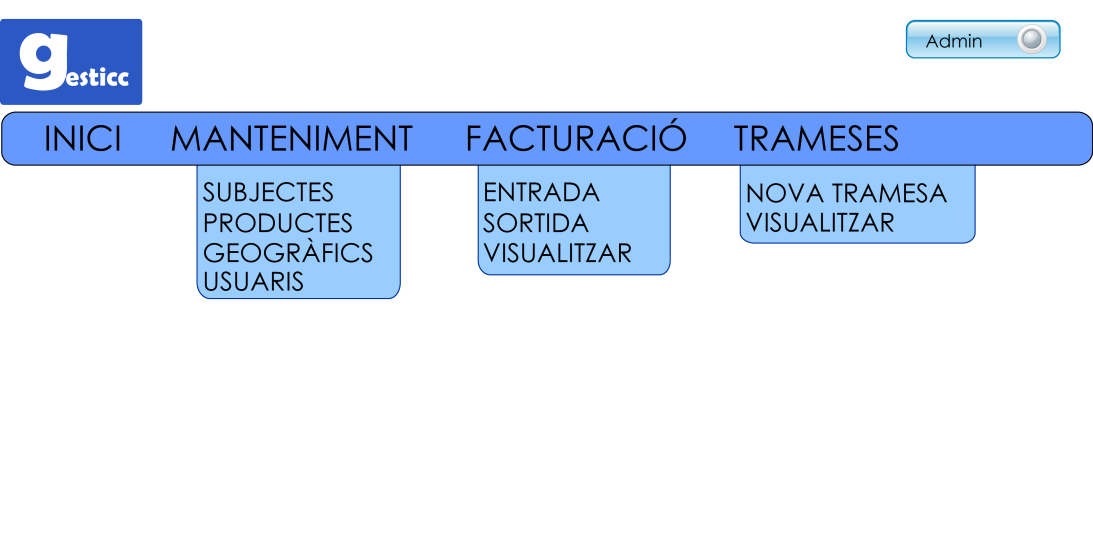 gesticc
Admin
INICI MANTENIMENT FACTURACIÓ TRAMESES
SUBJECTES
PRODUCTES
GEOGRÀFICS
USUARIS
ENTRADA
SORTIDA
VISUALITZAR
NOVA TRAMESA
VISUALITZAR